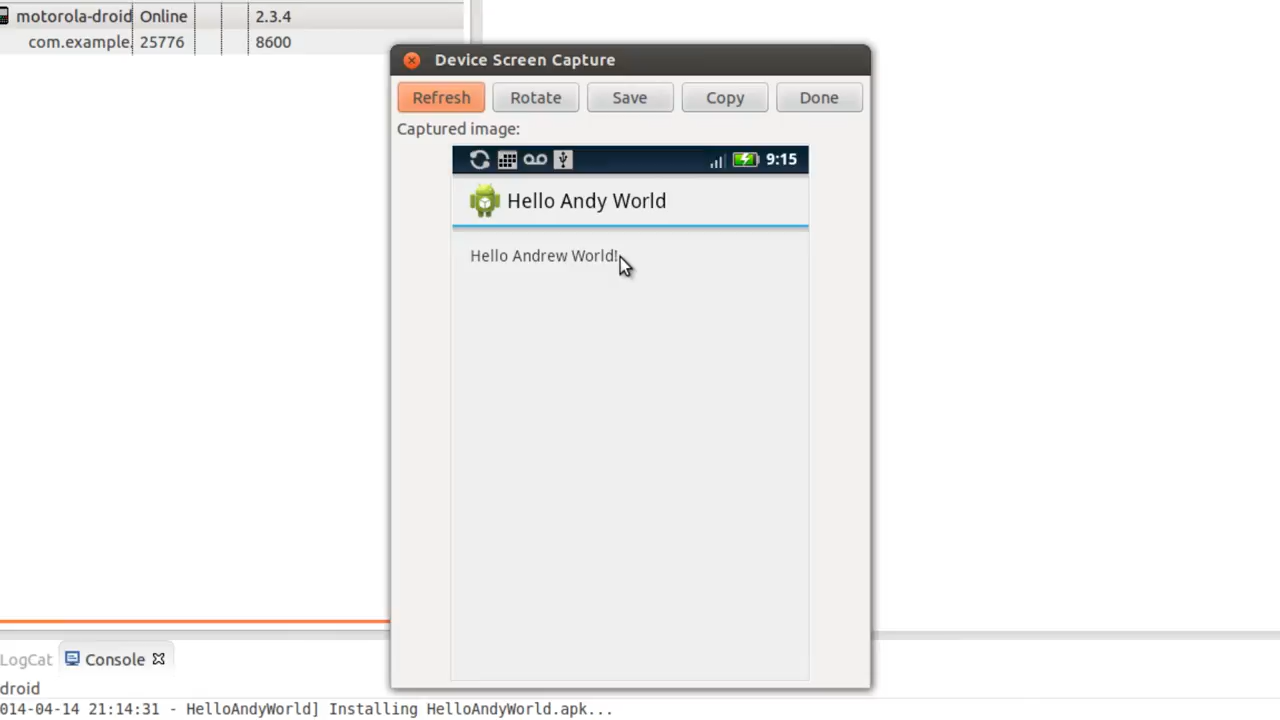 motorola-droid Online 2.3.4
com.example. 25776 8600
Device Screen Capture
Refresh Rotate Save Copy Done
Captured image:
9:15
Hello Andy World
Hello Andrew World!
LogCat Console
droid
014-04-14 21:14:31 - HelloAndyWorld] Installing HelloAndyWorld.apk...